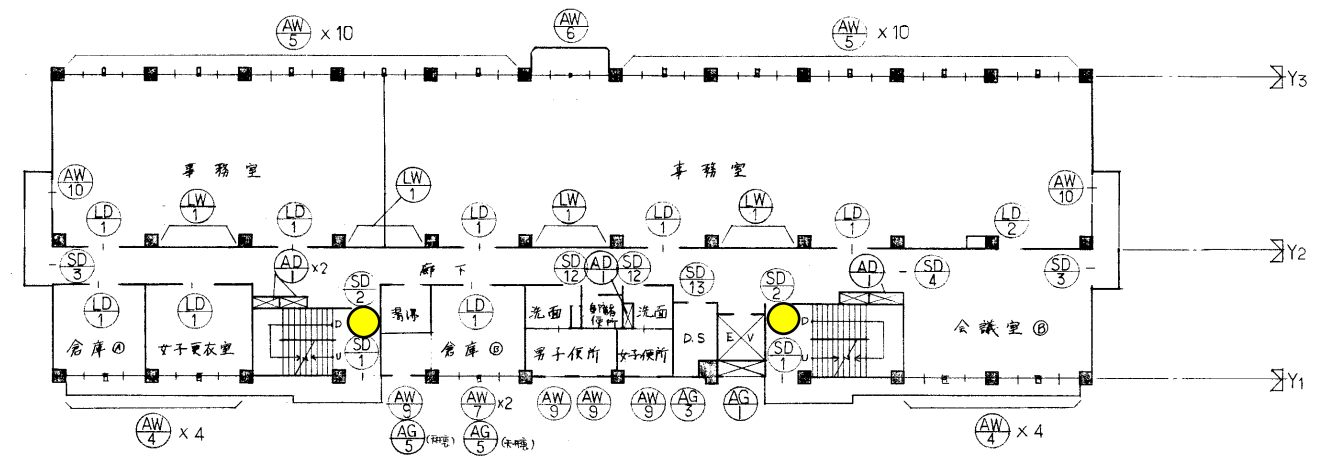 AW 5 × 10
AW 6
AW 5 × 10
Y3
事務室
事務室
AW 10
LW 1
LW 1
LW 1
LW 1
AW 10
LD 1
LD 1
LD 1
LD 1
LD 1
LD 2
Y2
SD 3
AD 1 ×2
SD 2
廊下
SD 12
AD 1
SD 12
SD 13
SD 2
AD 1
SD 4
SD 3
LD 1
LD 1
湯沸
LD 1
洗面
便所
洗面
D
D
倉庫 A
女子更衣室
U
SD 1
倉庫 B
男子便所
女子便所
D.S
E V
SD 1
U
会議室 B
Y1
AW 9
AW 7 ×2
AW 9
AW 9
AW 9
AG 3
AG 1
AW 4 × 4
AG 5
AG 5
AW 4 × 4